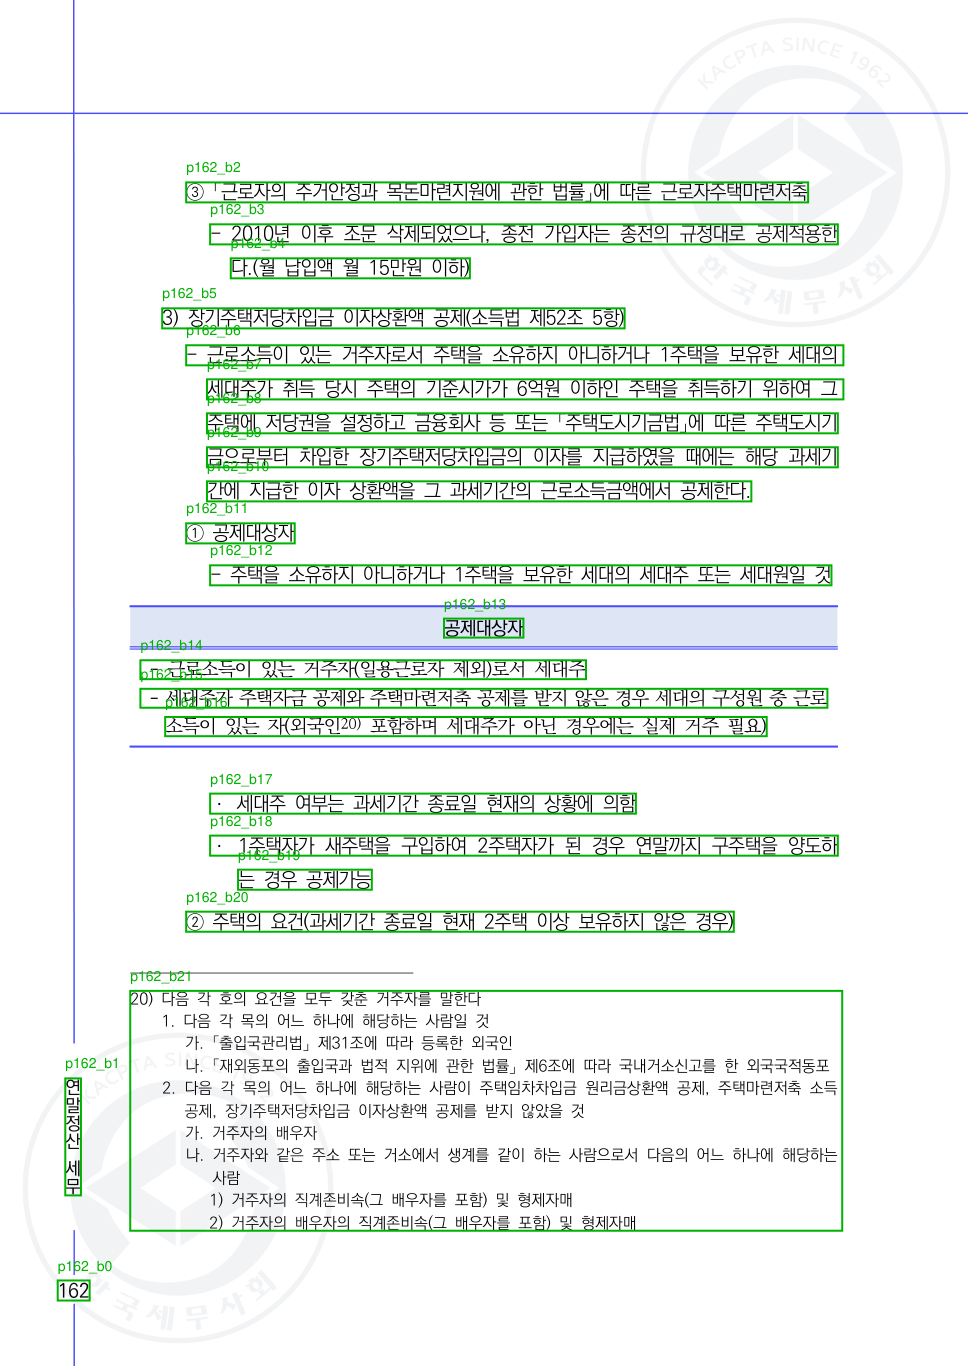 KACPTA SINCE 1962
p162_b2
③ 「근로자의 주거안정과 목돈마련지원에 관한 법률」에 따른 근로자주택마련저축
p162_b3
- 2010년 이후 조문 삭제되었으나, 종전 가입자는 종전의 규정대로 공제적용한
p162_b4
다.(월 납입액 월 15만원 이하)
한국세무사회
p162_b5
3) 장기주택저당차입금 이자상환액 공제(소득법 제52조 5항)
p162_b6
- 근로소득이 있는 거주자로서 주택을 소유하지 아니하거나 1주택을 보유한 세대의
p162_b7
세대주가 취득 당시 주택의 기준시가가 6억원 이하인 주택을 취득하기 위하여 그
p162_b8
주택에 저당권을 설정하고 금융회사 등 또는 「주택도시기금법」에 따른 주택도시기
p162_b9
금으로부터 차입한 장기주택저당차입금의 이자를 지급하였을 때에는 해당 과세기
p162_b10
간에 지급한 이자 상환액을 그 과세기간의 근로소득금액에서 공제한다.
p162_b11
① 공제대상자
p162_b12
- 주택을 소유하지 아니하거나 1주택을 보유한 세대의 세대주 또는 세대원일 것
p162_b13
공제대상자
p162_b14
- 근로소득이 있는 거주자(일용근로자 제외)로서 세대주
p162_b15
- 세대주가 주택자금 공제와 주택마련저축 공제를 받지 않은 경우 세대의 구성원 중 근로
p162_b16
소득이 있는 자(외국인20) 포함하며 세대주가 아닌 경우에는 실제 거주 필요)
p162_b17
· 세대주 여부는 과세기간 종료일 현재의 상황에 의함
p162_b18
· 1주택자가 새주택을 구입하여 2주택자가 된 경우 연말까지 구주택을 양도하
p162_b19
는 경우 공제가능
p162_b20
② 주택의 요건(과세기간 종료일 현재 2주택 이상 보유하지 않은 경우)
p162_b21
20) 다음 각 호의 요건을 모두 갖춘 거주자를 말한다
1. 다음 각 목의 어느 하나에 해당하는 사람일 것
가. 「출입국관리법」 제31조에 따라 등록한 외국인
나. 「재외동포의 출입국과 법적 지위에 관한 법률」 제6조에 따라 국내거소신고를 한 외국국적동포
2. 다음 각 목의 어느 하나에 해당하는 사람이 주택임차차입금 원리금상환액 공제, 주택마련저축 소득
공제, 장기주택저당차입금 이자상환액 공제를 받지 않았을 것
가. 거주자의 배우자
나. 거주자와 같은 주소 또는 거소에서 생계를 같이 하는 사람으로서 다음의 어느 하나에 해당하는
사람
1) 거주자의 직계존비속(그 배우자를 포함) 및 형제자매
2) 거주자의 배우자의 직계존비속(그 배우자를 포함) 및 형제자매
p162_b1
연말정산 세무
KACPTA SINCE
한국세무사회
p162_b0
162